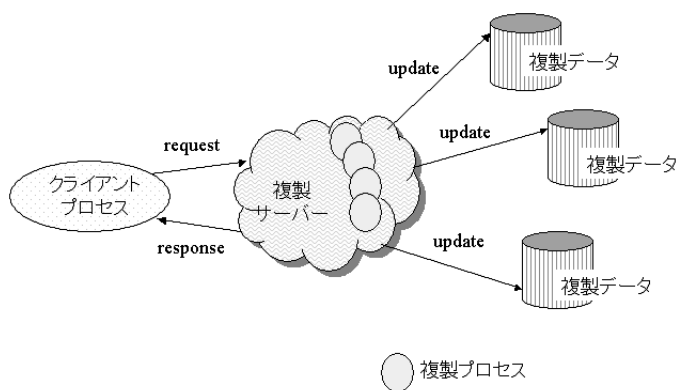 update
複製データ
update
複製データ
request
クライアント
プロセス
複製
サーバー
response
update
複製データ
複製プロセス